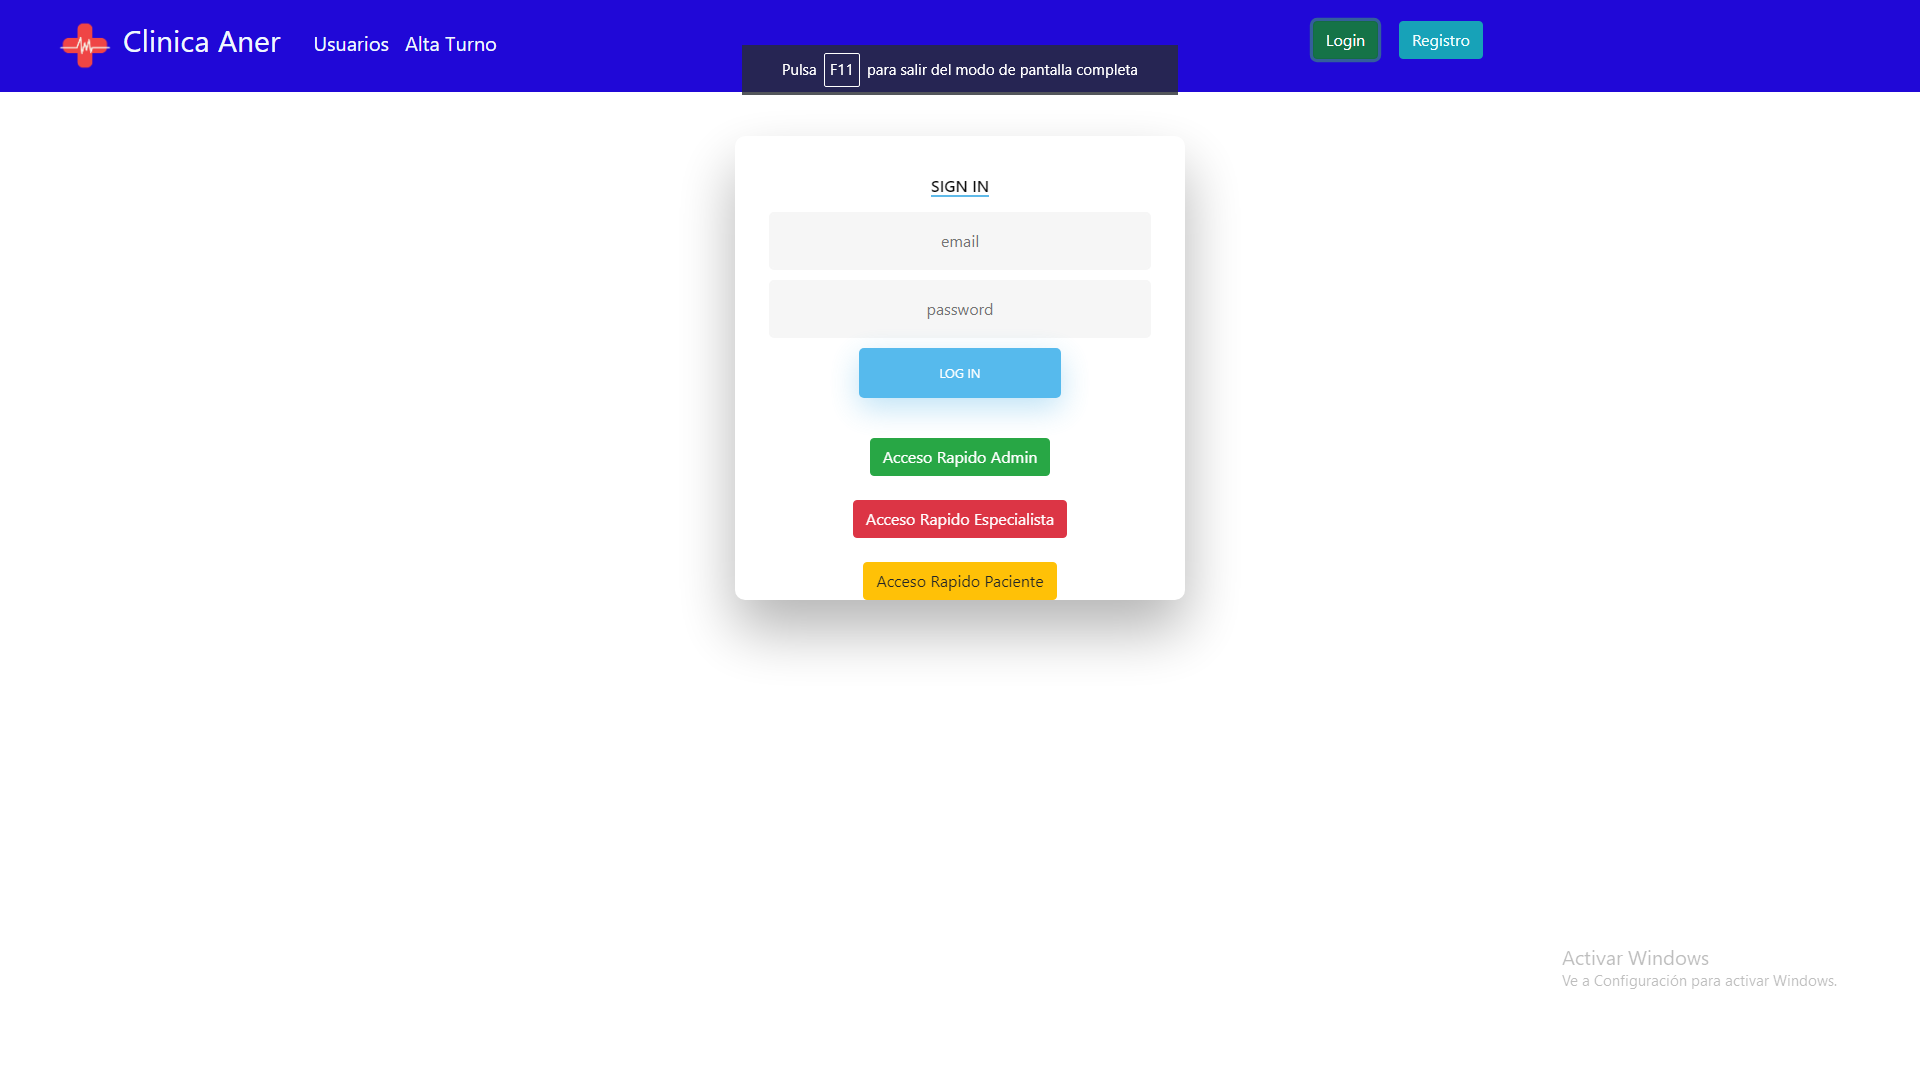 Clinica Aner
Usuarios
Alta Turno
Login
Registro
Pulsa F11 para salir del modo de pantalla completa
SIGN IN
email
password
LOG IN
Acceso Rapido Admin
Acceso Rapido Especialista
Acceso Rapido Paciente
Activar Windows
Ve a Configuración para activar Windows.